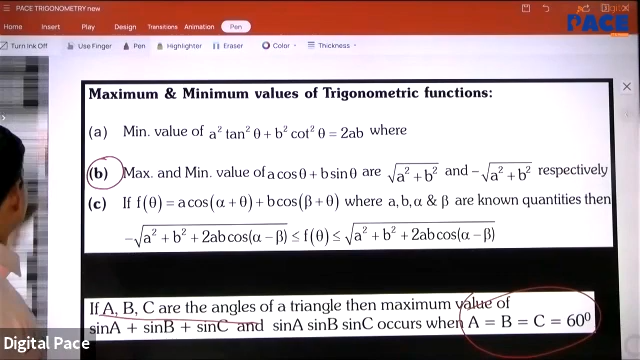 PACE TRIGONOMETRY new
PACE
Home Insert Play Design Transitions Animation Pen
Turn Ink Off Use Finger Pen Highlighter Eraser Color Thickness
Maximum & Minimum values of Trigonometric functions:
(a) Min. value of a² tan² θ + b² cot² θ = 2ab where
(b) Max. and Min. value of a cos θ + b sin θ are √(a² + b²) and −√(a² + b²) respectively
(c) If f(θ) = a cos(α + θ) + b cos(β + θ) where a, b, α & β are known quantities then
−√(a² + b² + 2ab cos(α − β)) ≤ f(θ) ≤ √(a² + b² + 2ab cos(α − β))
If A, B, C are the angles of a triangle then maximum value of
sinA + sinB + sinC and sinA sinB sinC occurs when A = B = C = 60⁰
Digital Pace